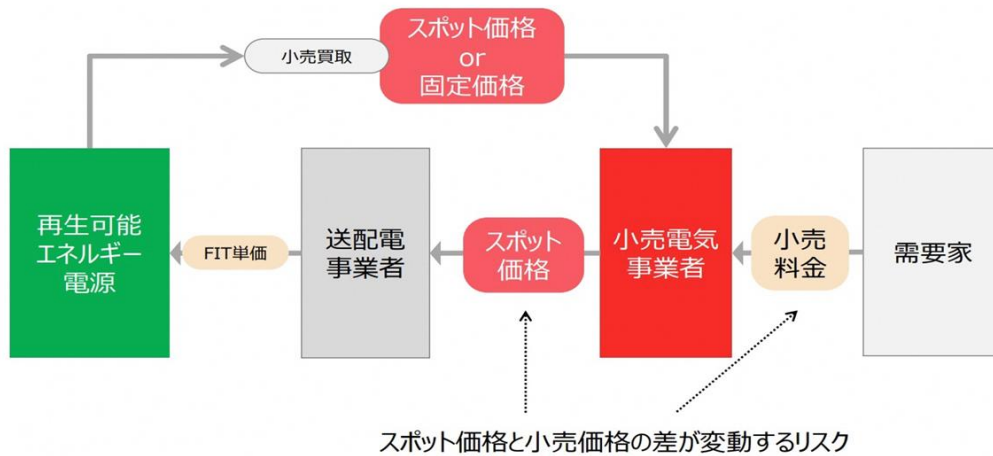 小売買取
スポット価格
or
固定価格
再生可能
エネルギー
電源
FIT単価
送配電
事業者
スポット
価格
小売電気
事業者
小売
料金
需要家
スポット価格と小売価格の差が変動するリスク